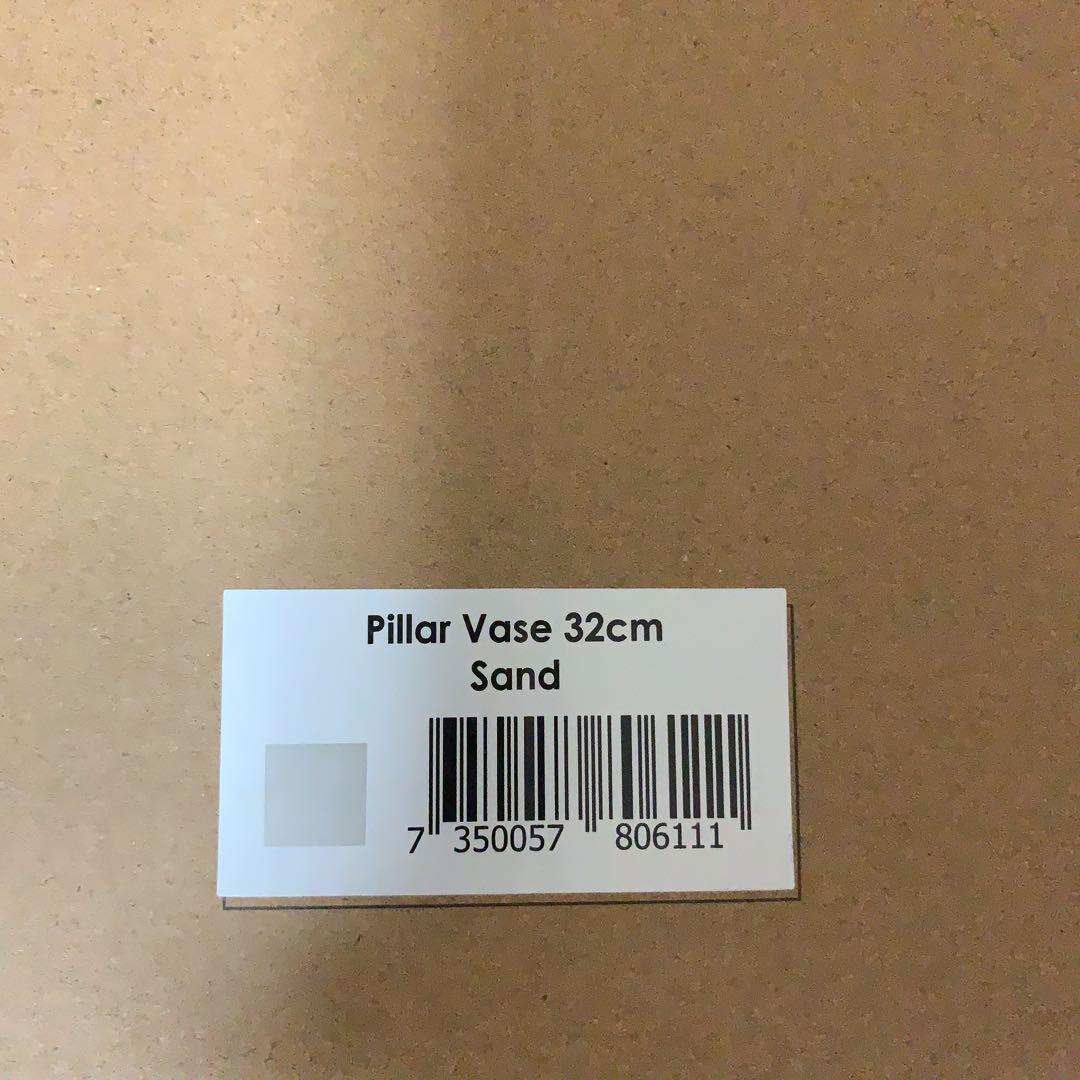 Pillar Vase 32cm
Sand
7 350057 806111